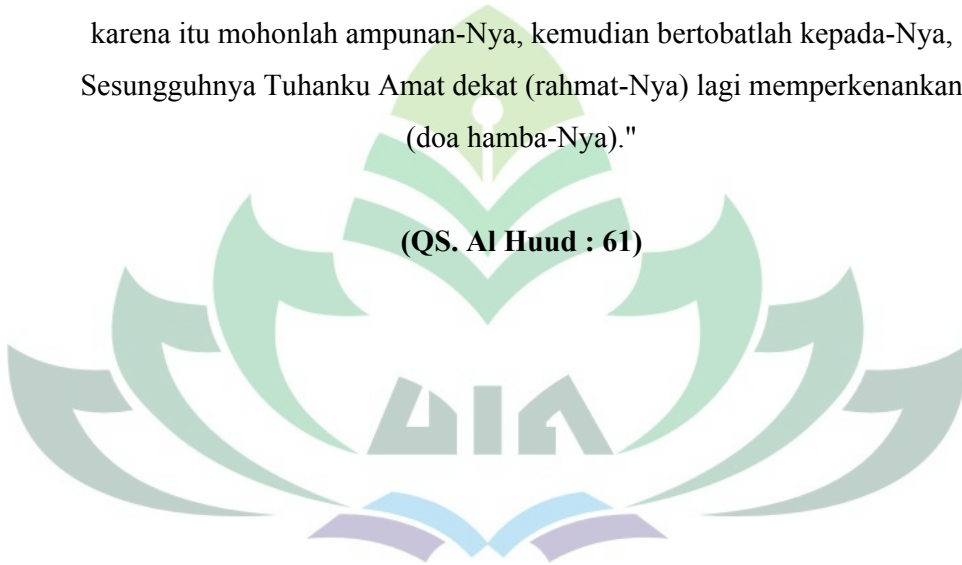 karena itu mohonlah ampunan-Nya, kemudian bertobatlah kepada-Nya,
Sesungguhnya Tuhanku Amat dekat (rahmat-Nya) lagi memperkenankan
(doa hamba-Nya)."
(QS. Al Huud : 61)
UIN